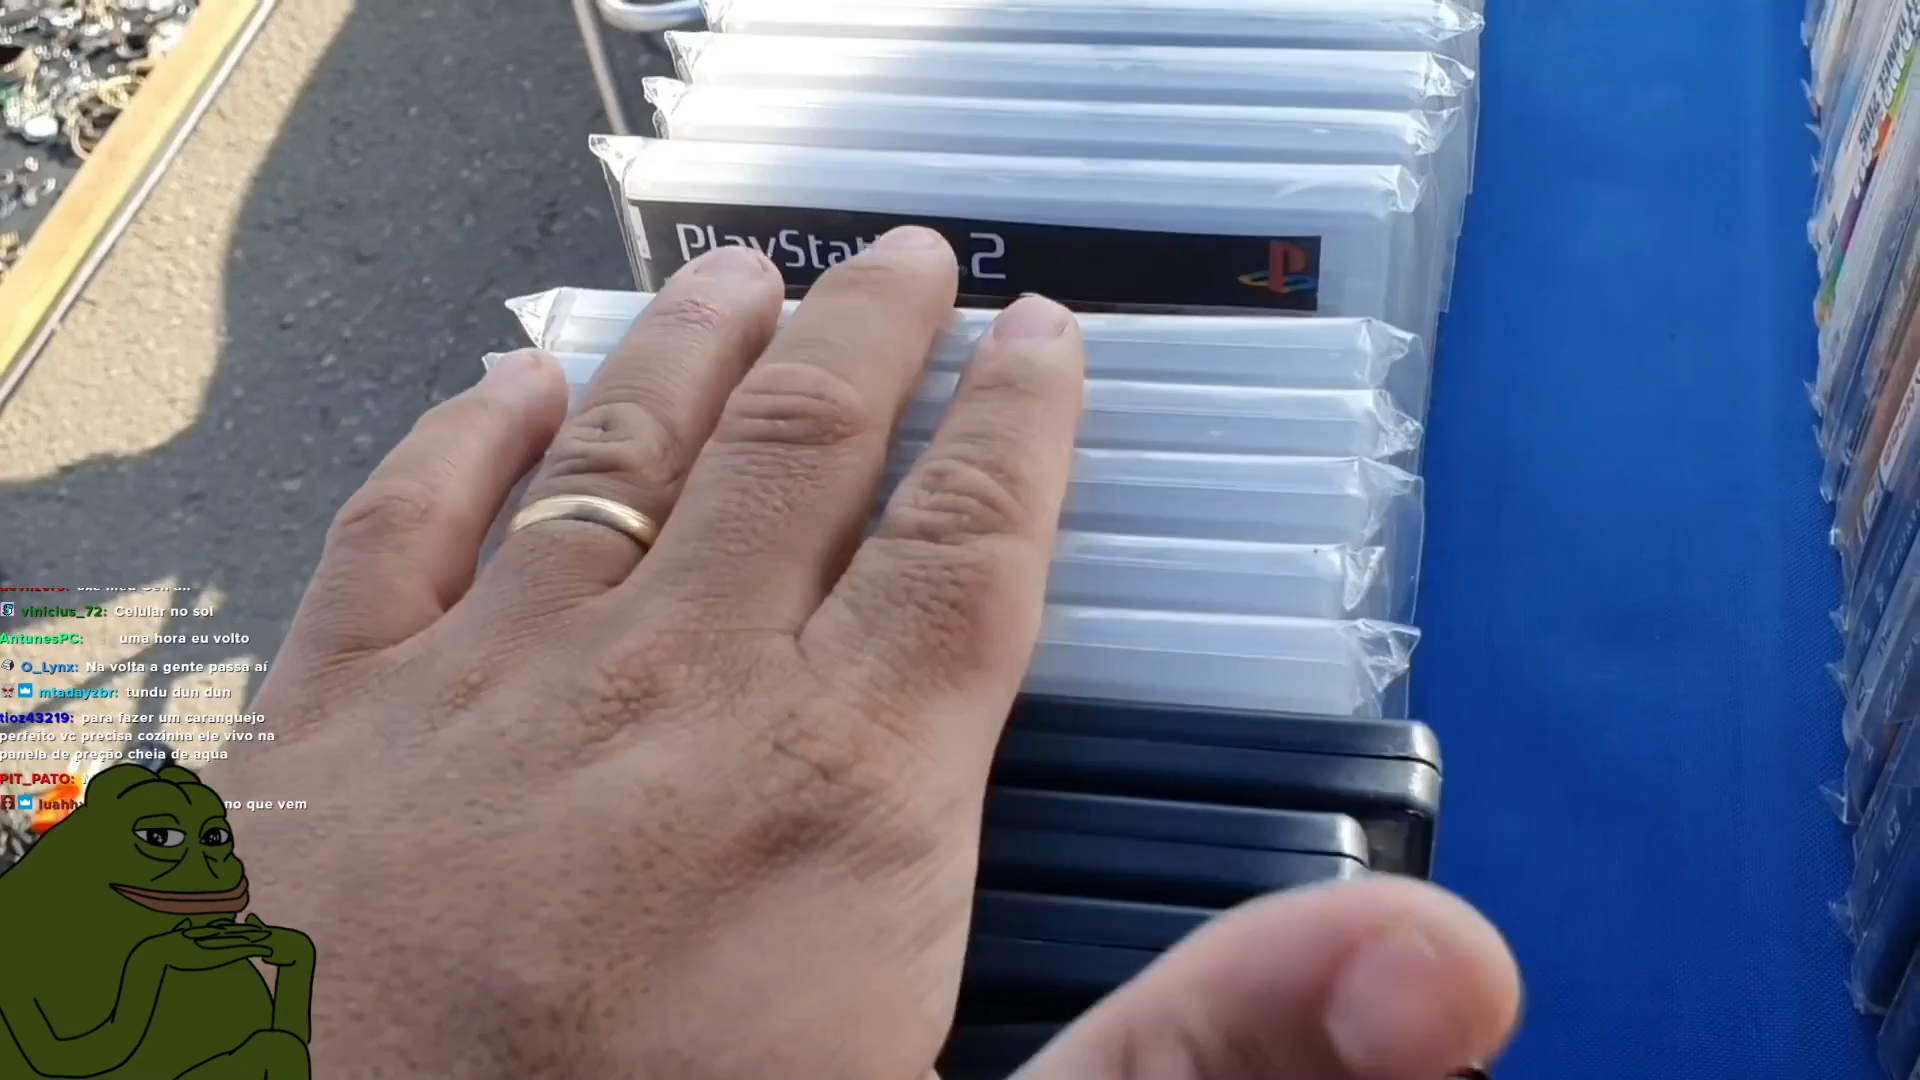 PlayStat 2
vinicius_72: Celular no sol
AntunesPC: uma hora eu volto
O_Lynx: Na volta a gente passa aí
mtadayzbr: tundu dun dun
tioz43219: para fazer um caranguejo
perfeito vc precisa cozinha ele vivo na
panela de preção cheia de agua
PIT_PATO:
luahh no que vem